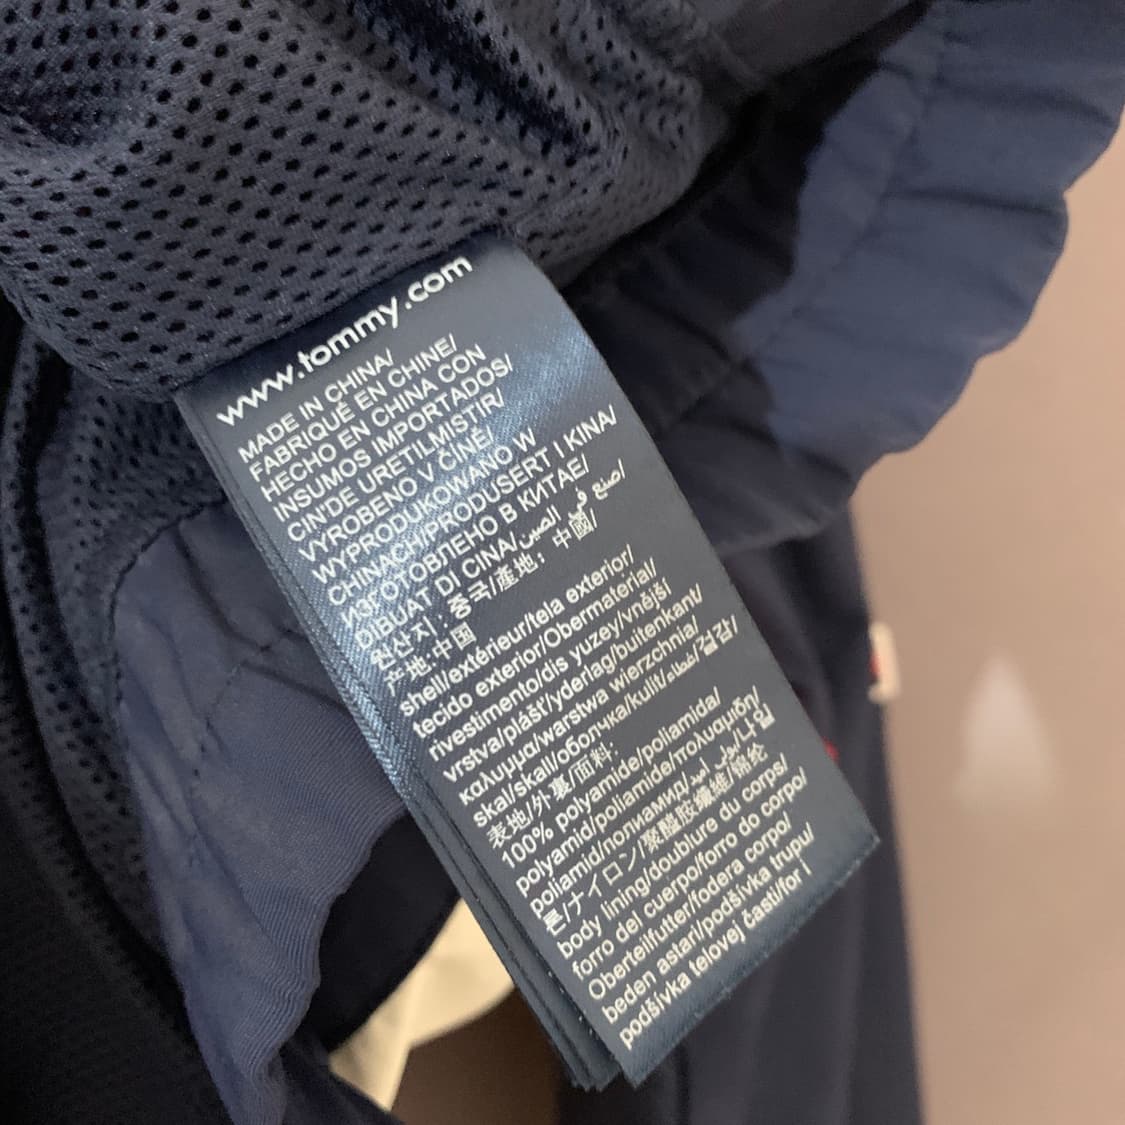 www.tommy.com
MADE IN CHINA/
FABRIQUÉ EN CHINE/
HECHO EN CHINA CON
INSUMOS IMPORTADOS/
CIN'DE URETILMISTIR/
VYROBENO V ČÍNĚ/
WYPRODUKOWANO W
CHINACH/PRODUSERT I KINA/
ИЗГОТОВЛЕНО В КИТАЕ/
DIBUAT DI CINA/صنع في الصين/
원산지: 중국/產地: 中國/
产地:中国
shell/extérieur/tela exterior/
tecido exterior/Obermaterial/
rivestimento/dis yuzey/vnější
vrstva/plášť/yderlag/buitenkant/
καλυμμα/warstwa wierzchnia/
skal/skall/оболочка/kulit/غطاء/겉감/
表地/外裏/面料:
100% polyamide/poliamida/
polyamid/poliamide/πολυαμιδη/
poliamid/полиамид/بولي أميد/나일
론/ナイロン/聚醯胺纖維/锦纶
body lining/doublure du corps/
forro del cuerpo/forro do corpo/
Oberteilfutter/fodera corpo/
beden astari/podšívka trupu/
podšívka telovej časti/for i